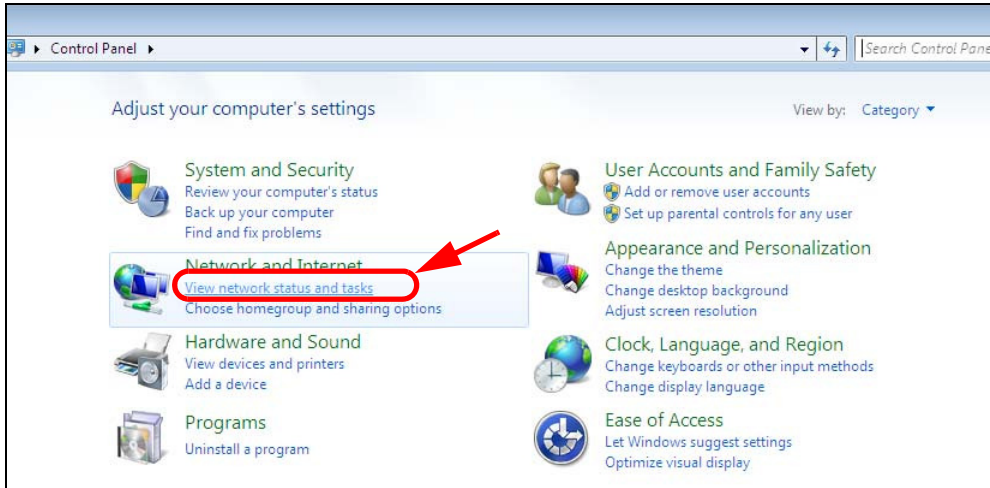 Control Panel
Search Control Pane
Adjust your computer's settings
View by: Category
System and Security
Review your computer's status
Back up your computer
Find and fix problems
Network and Internet
View network status and tasks
Choose homegroup and sharing options
Hardware and Sound
View devices and printers
Add a device
Programs
Uninstall a program
User Accounts and Family Safety
Add or remove user accounts
Set up parental controls for any user
Appearance and Personalization
Change the theme
Change desktop background
Adjust screen resolution
Clock, Language, and Region
Change keyboards or other input methods
Change display language
Ease of Access
Let Windows suggest settings
Optimize visual display